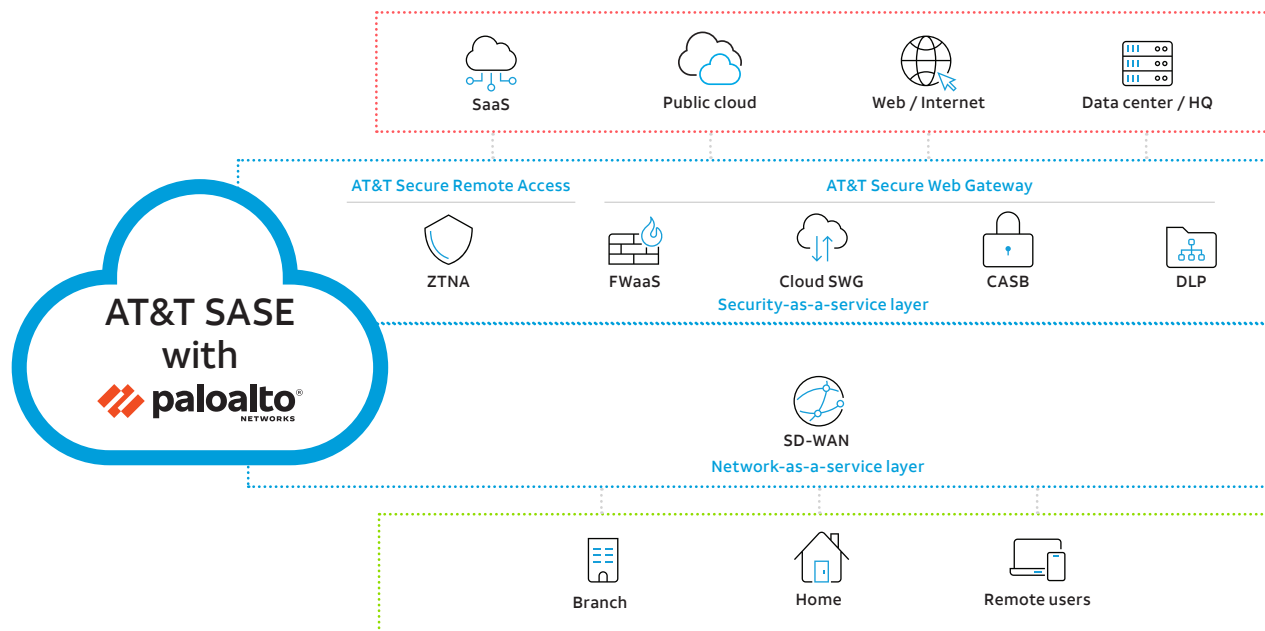 SaaS
Public cloud
Web / Internet
Data center / HQ
AT&T Secure Remote Access
AT&T Secure Web Gateway
ZTNA
FWaaS
Cloud SWG
CASB
DLP
Security-as-a-service layer
AT&T SASE
with
paloalto®
NETWORKS
SD-WAN
Network-as-a-service layer
Branch
Home
Remote users